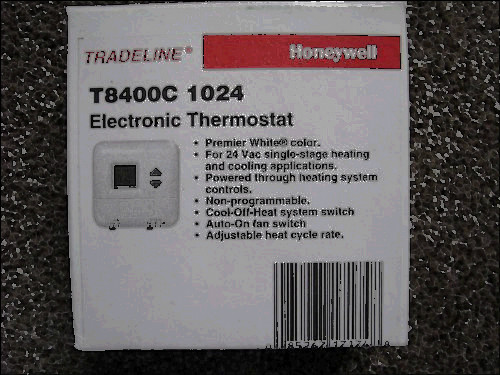 TRADELINE® Honeywell
T8400C 1024
Electronic Thermostat
• Premier White® color.
• For 24 Vac single-stage heating
and cooling applications.
• Powered through heating system
controls.
• Non-programmable.
• Cool-Off-Heat system switch
• Auto-On fan switch
• Adjustable heat cycle rate.